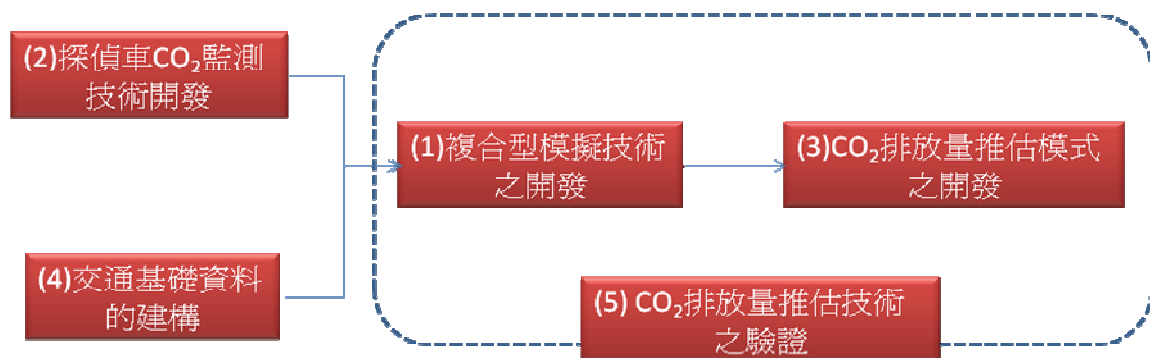 (2)探偵車CO₂監測
技術開發
(1)複合型模擬技術
之開發
(3)CO₂排放量推估模式
之開發
(4)交通基礎資料
的建構
(5) CO₂排放量推估技術
之驗證